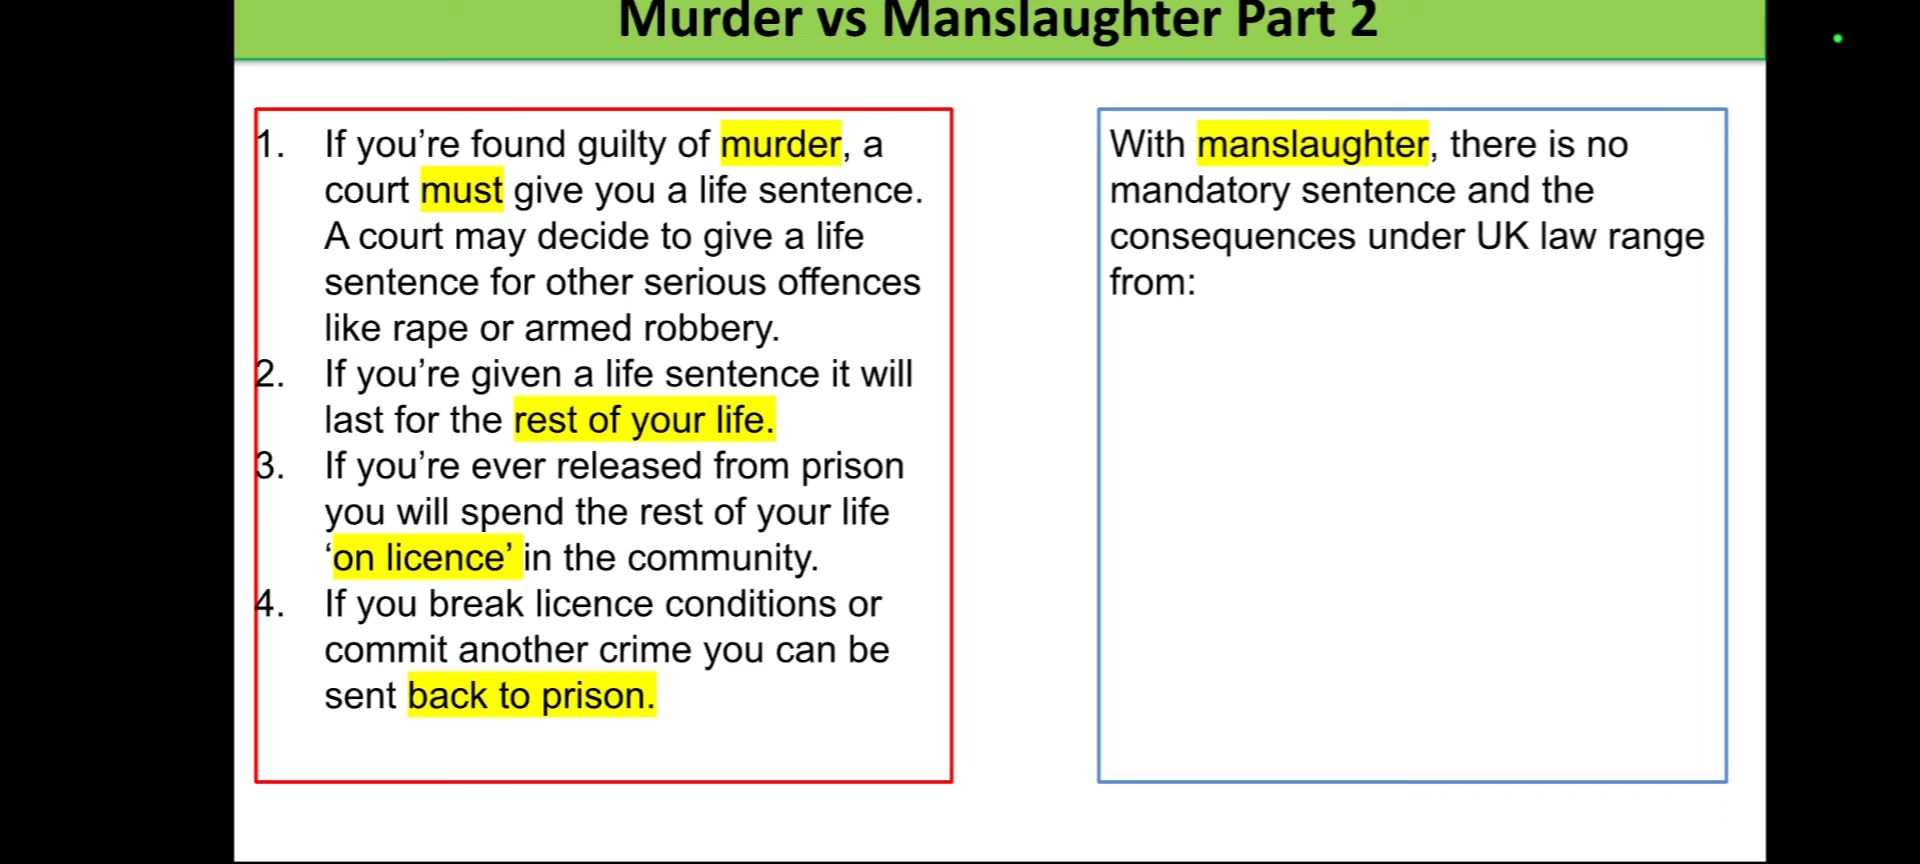 Murder vs Manslaughter Part 2
1. If you’re found guilty of murder, a
court must give you a life sentence.
A court may decide to give a life
sentence for other serious offences
like rape or armed robbery.
2. If you’re given a life sentence it will
last for the rest of your life.
3. If you’re ever released from prison
you will spend the rest of your life
‘on licence’ in the community.
4. If you break licence conditions or
commit another crime you can be
sent back to prison.
With manslaughter, there is no
mandatory sentence and the
consequences under UK law range
from: